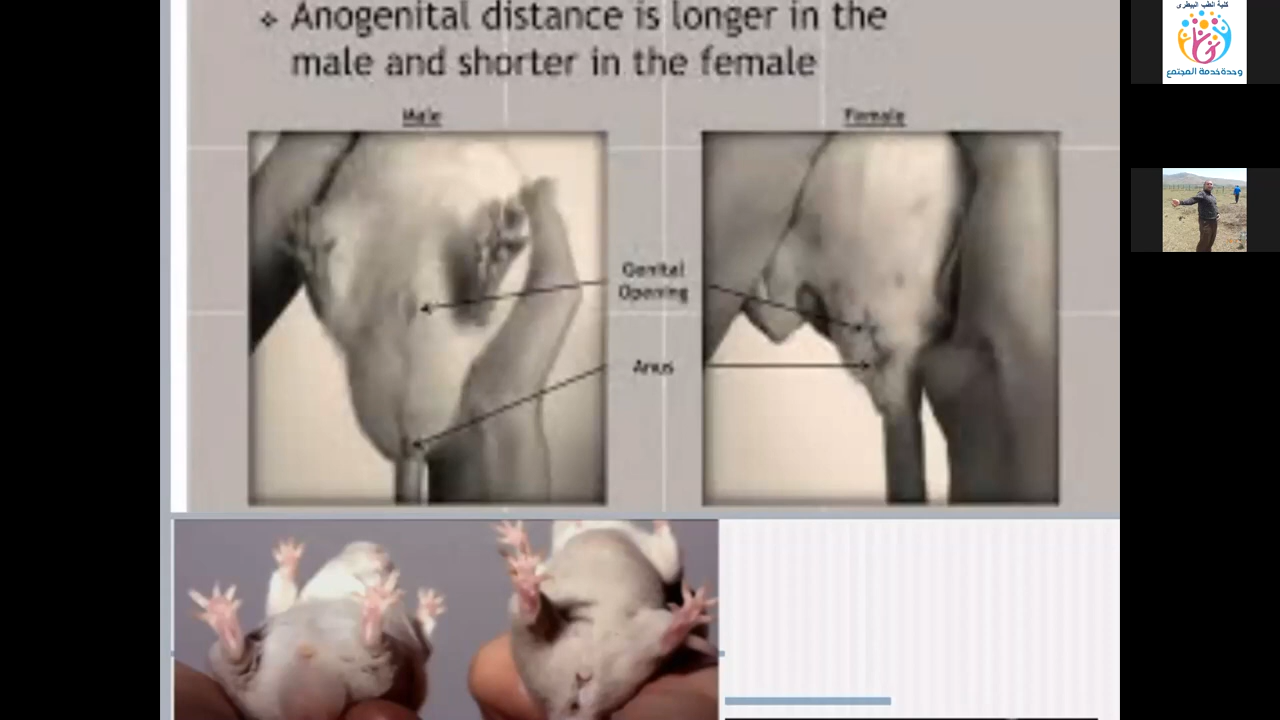 ❖ Anogenital distance is longer in the
male and shorter in the female
Male
Female
Genital
Opening
Anus
كلية الطب البيطرى
وحدة خدمة المجتمع